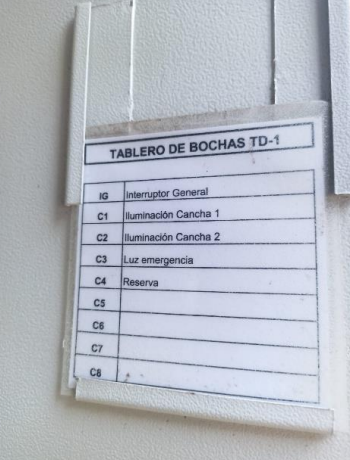 TABLERO DE BOCHAS TD-1
IG Interruptor General
C1 Iluminación Cancha 1
C2 Iluminación Cancha 2
C3 Luz emergencia
C4 Reserva
C5
C6
C7
C8